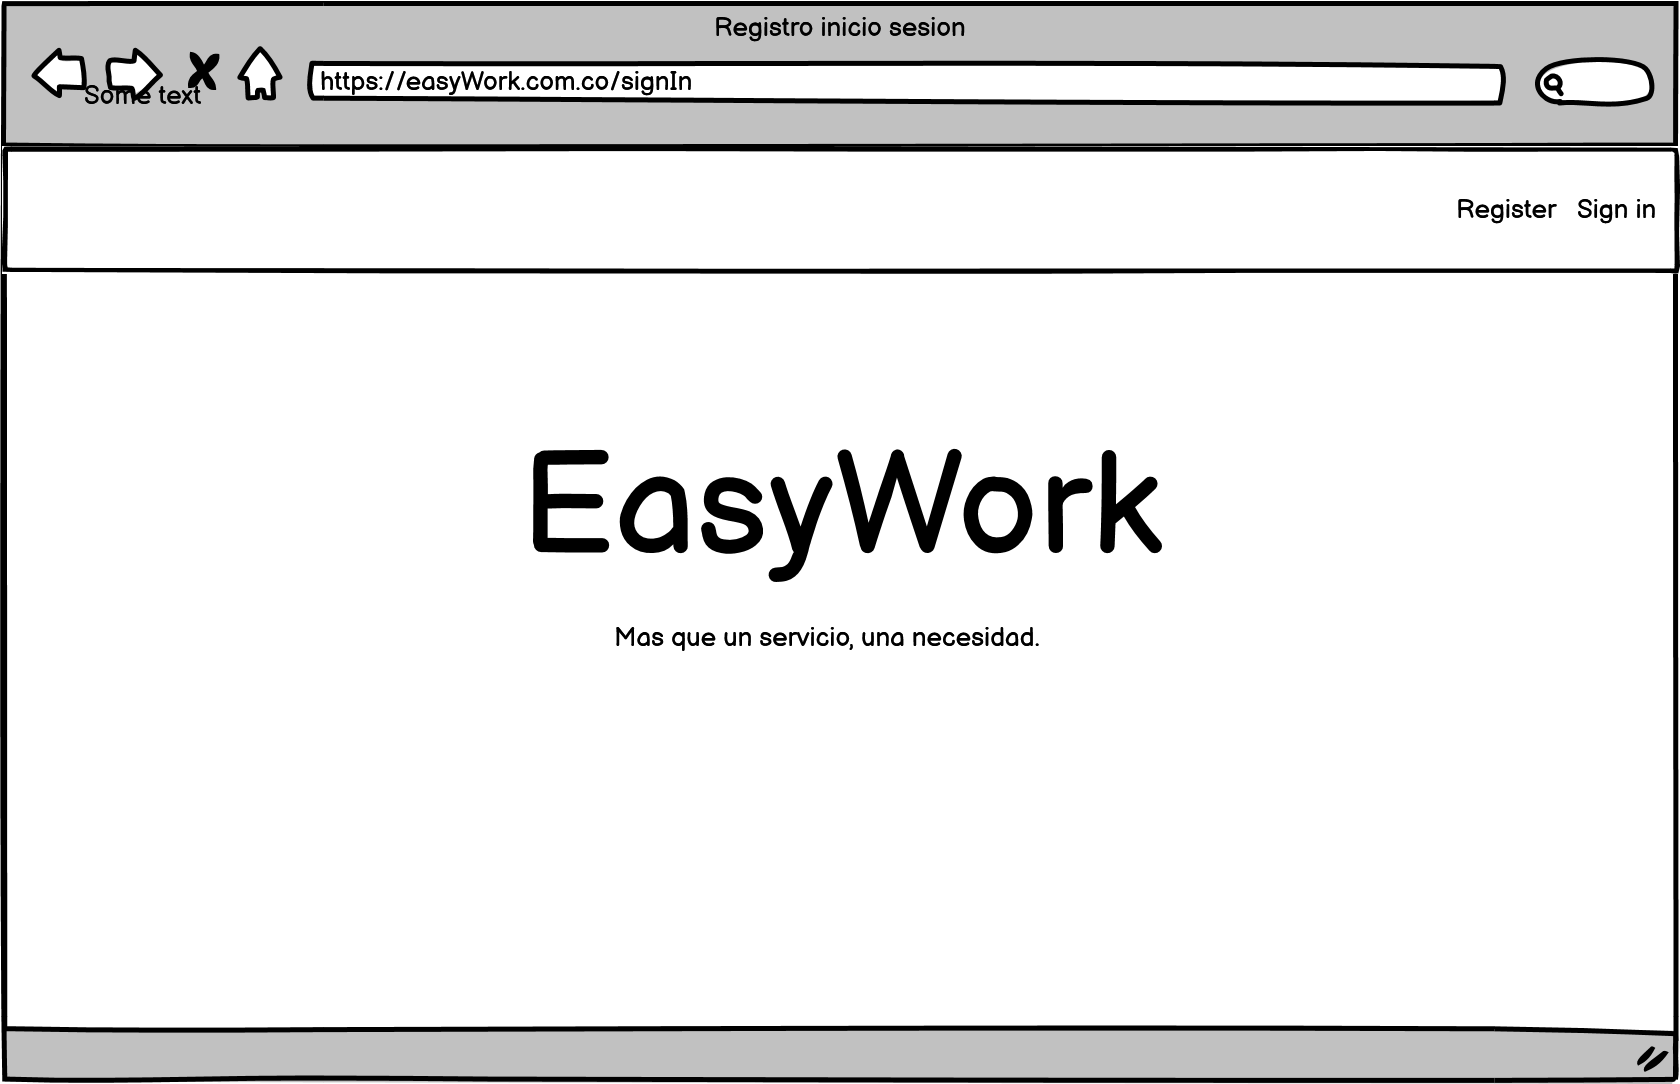 Registro inicio sesion
https://easyWork.com.co/signIn
Some text
Register Sign in
EasyWork
Mas que un servicio, una necesidad.